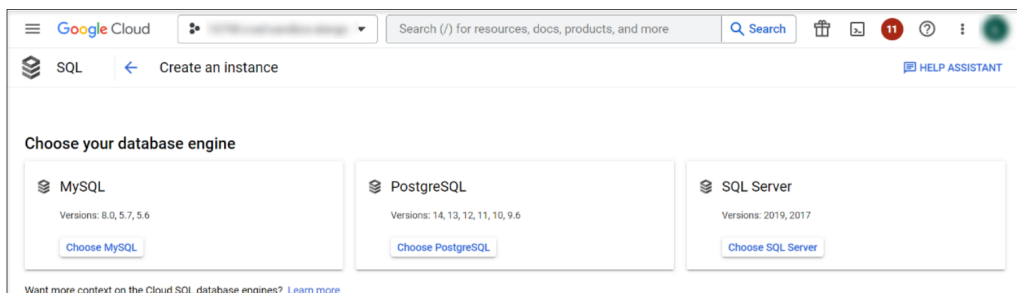 Google Cloud
Search (/) for resources, docs, products, and more
Search
11
SQL
Create an instance
HELP ASSISTANT
Choose your database engine
MySQL
Versions: 8.0, 5.7, 5.6
Choose MySQL
PostgreSQL
Versions: 14, 13, 12, 11, 10, 9.6
Choose PostgreSQL
SQL Server
Versions: 2019, 2017
Choose SQL Server
Want more context on the Cloud SQL database engines? Learn more